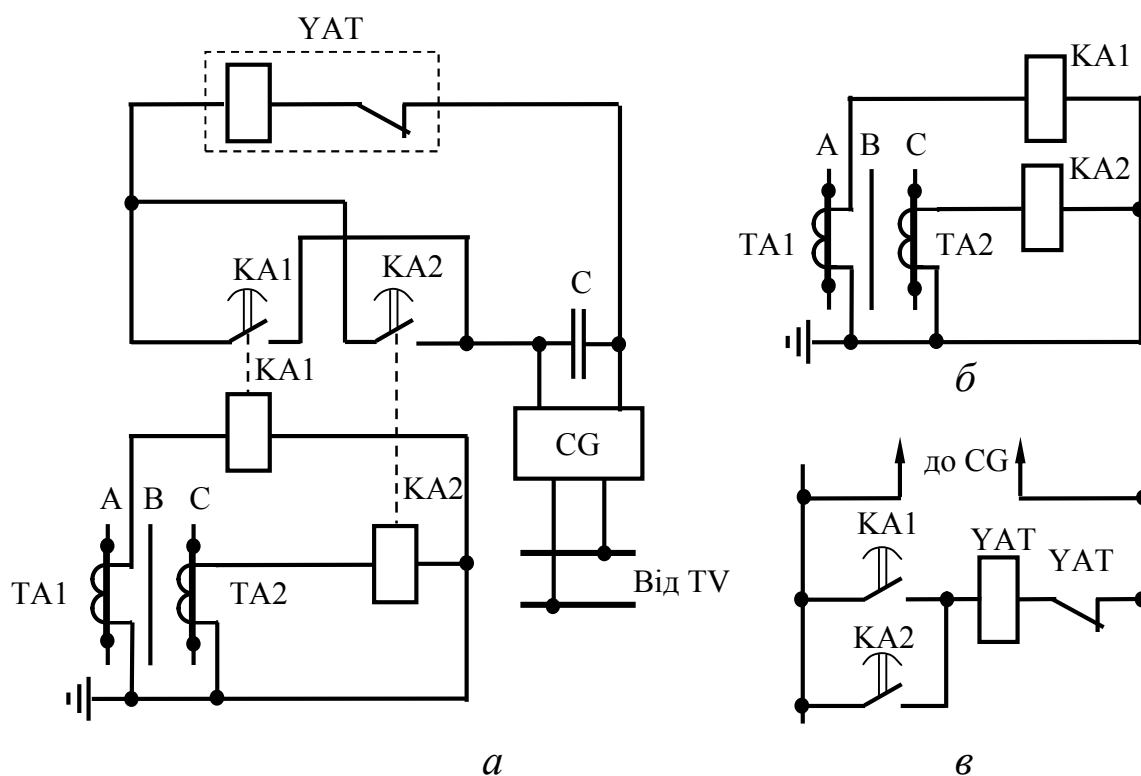 YAT
KA1
KA2
C
KA1
CG
KA2
A B C
TA1
TA2
Від TV
а
KA1
KA2
A B C
TA1
TA2
б
до CG
KA1
YAT
YAT
KA2
в